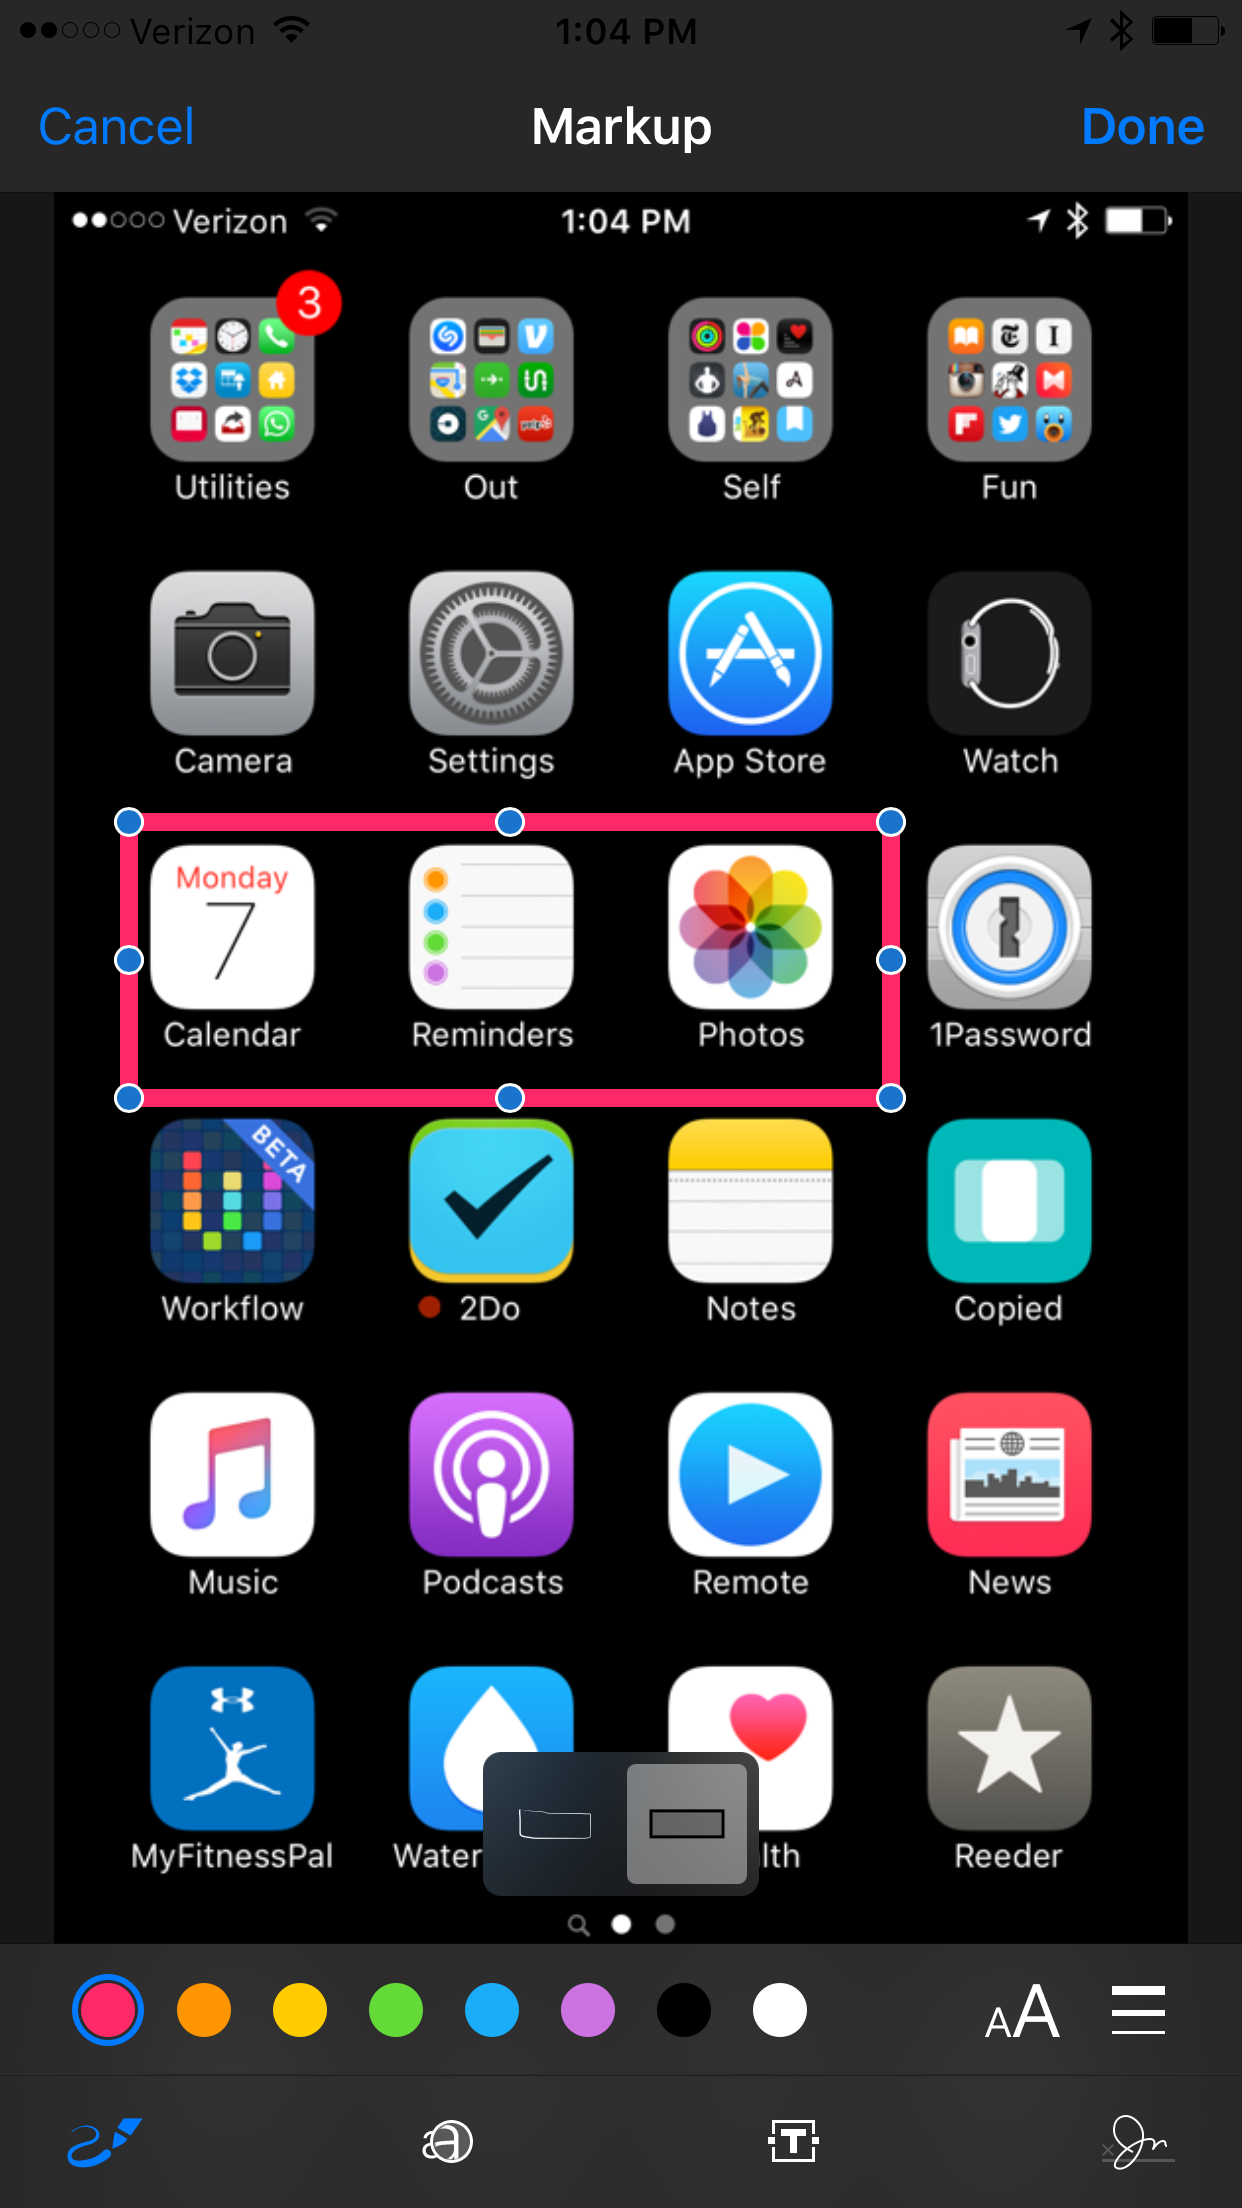 Verizon 1:04 PM
Cancel Markup Done
Verizon 1:04 PM
3
Utilities Out Self Fun
Camera Settings App Store Watch
Monday
7
Calendar Reminders Photos 1Password
BETA
Workflow 2Do Notes Copied
Music Podcasts Remote News
MyFitnessPal Water lth Reeder
AA
a T